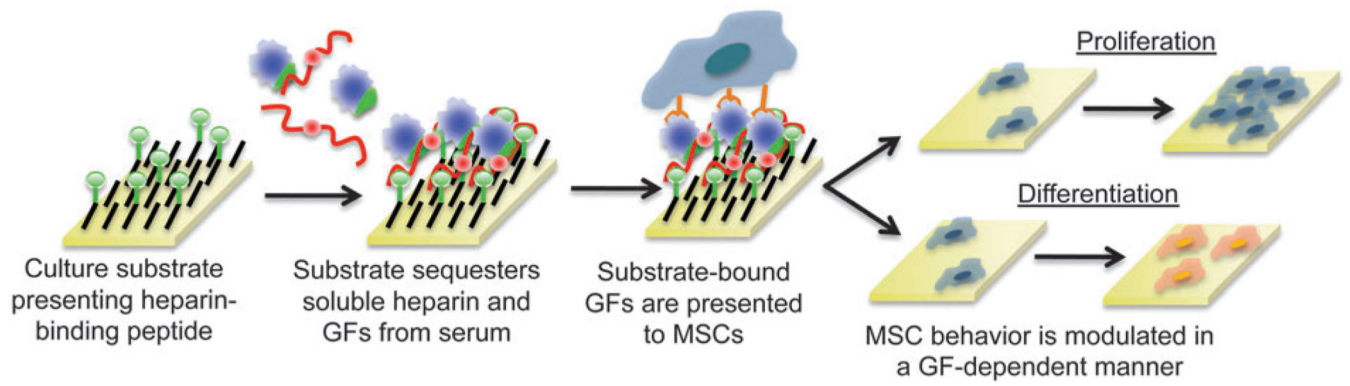 Culture substrate
presenting heparin-
binding peptide
Substrate sequesters
soluble heparin and
GFs from serum
Substrate-bound
GFs are presented
to MSCs
Proliferation
Differentiation
MSC behavior is modulated in
a GF-dependent manner